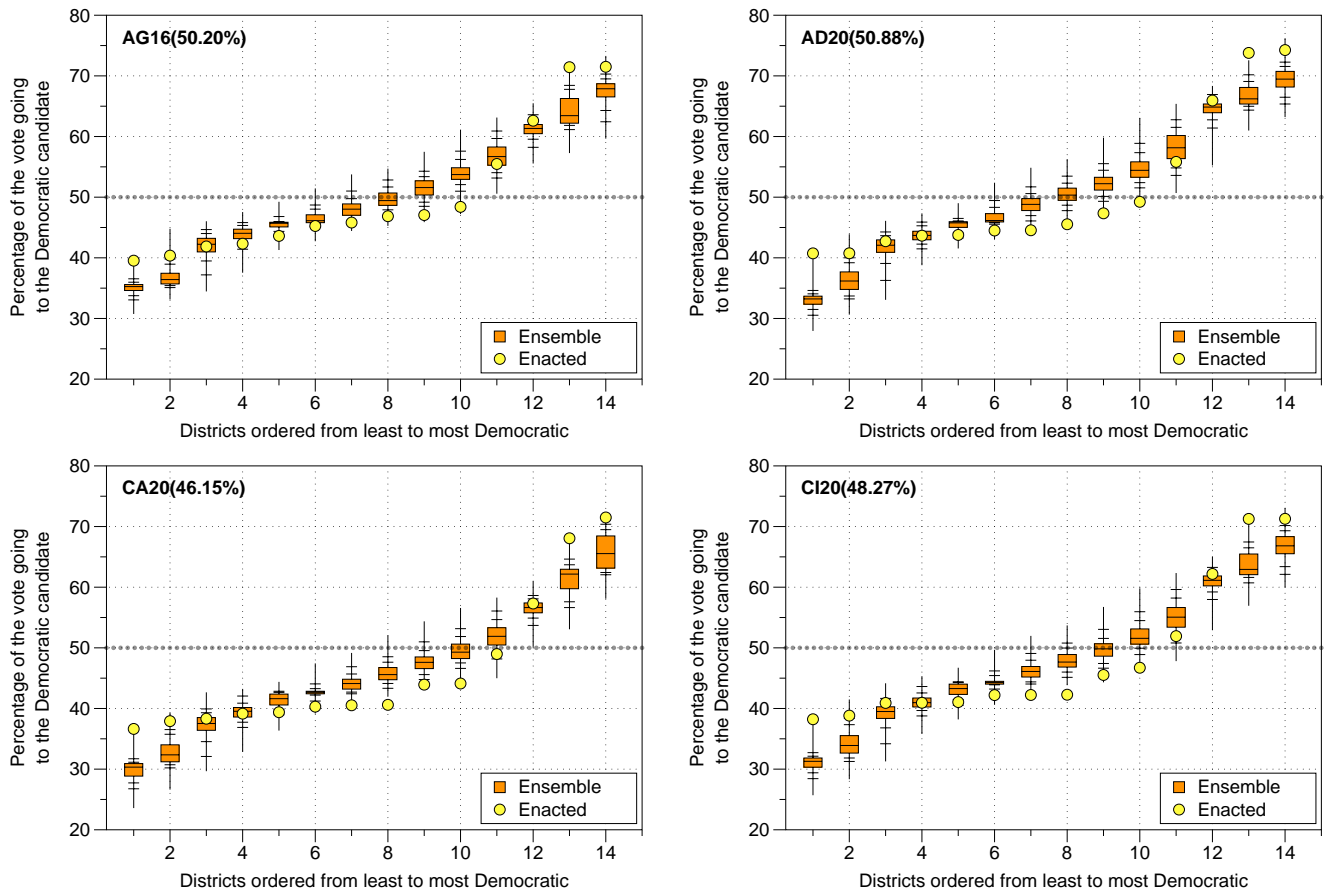 AG16(50.20%)
Percentage of the vote going
to the Democratic candidate
80
70
60
50
40
30
20
2 4 6 8 10 12 14
Districts ordered from least to most Democratic
Ensemble
Enacted
AD20(50.88%)
Percentage of the vote going
to the Democratic candidate
80
70
60
50
40
30
20
2 4 6 8 10 12 14
Districts ordered from least to most Democratic
Ensemble
Enacted
CA20(46.15%)
Percentage of the vote going
to the Democratic candidate
80
70
60
50
40
30
20
2 4 6 8 10 12 14
Districts ordered from least to most Democratic
Ensemble
Enacted
CI20(48.27%)
Percentage of the vote going
to the Democratic candidate
80
70
60
50
40
30
20
2 4 6 8 10 12 14
Districts ordered from least to most Democratic
Ensemble
Enacted